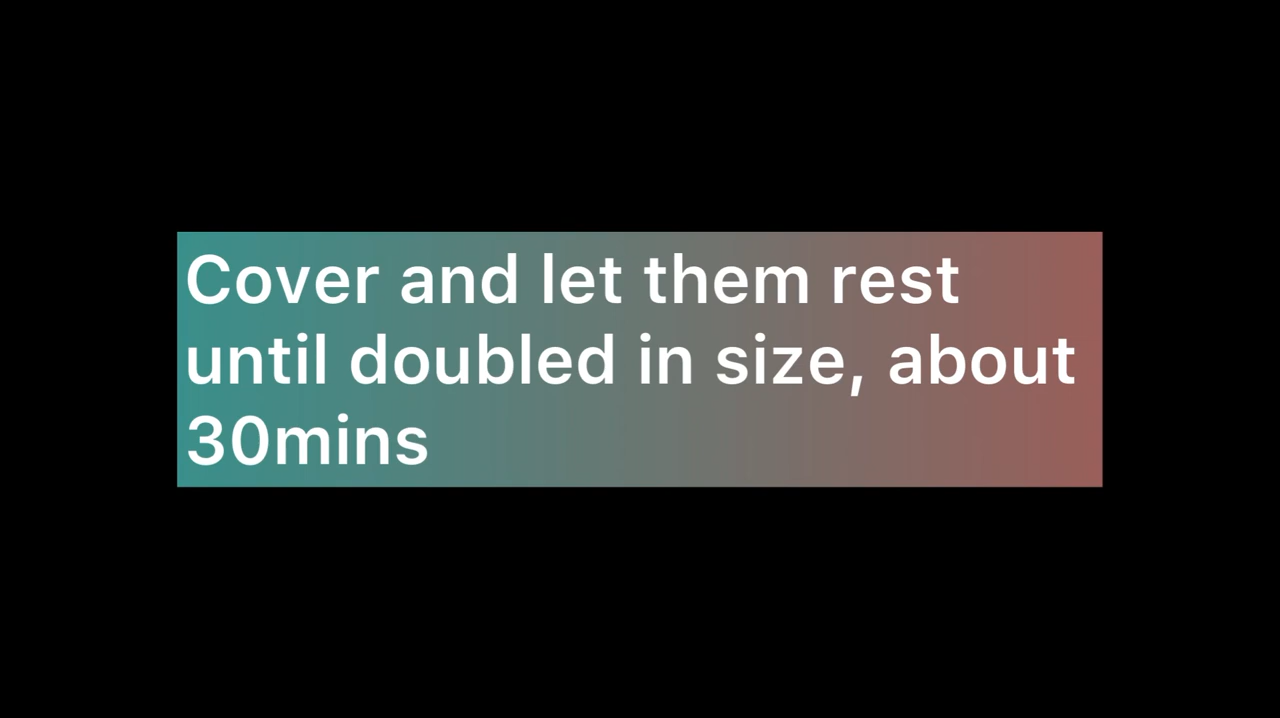 Cover and let them rest
until doubled in size, about
30mins